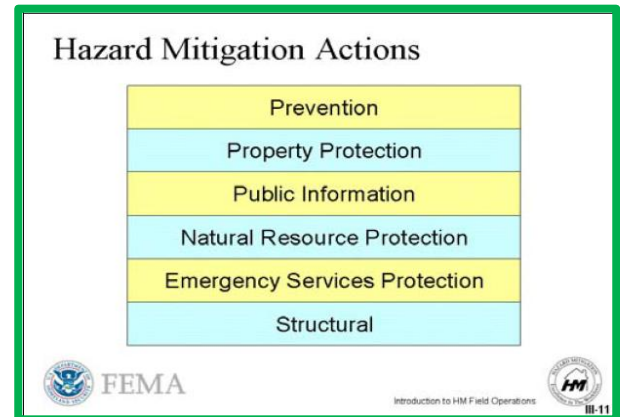 Hazard Mitigation Actions
Prevention
Property Protection
Public Information
Natural Resource Protection
Emergency Services Protection
Structural
FEMA
Introduction to HM Field Operations
HM
III-11